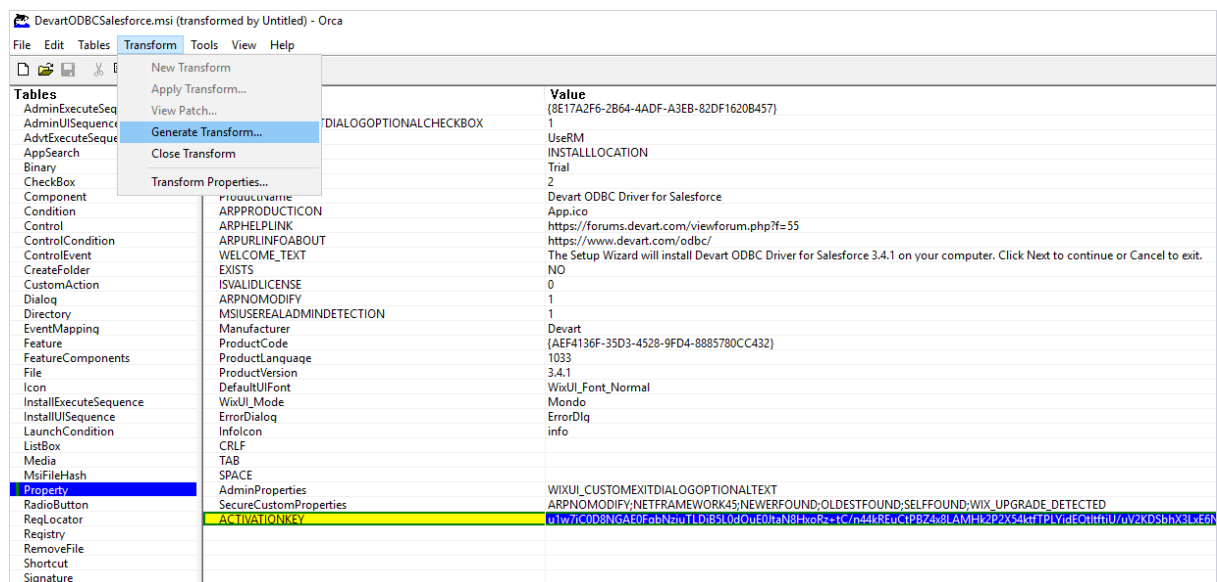 DevartODBCSalesforce.msi (transformed by Untitled) - Orca
File Edit Tables Transform Tools View Help
New Transform
Apply Transform...
View Patch...
Generate Transform...
Close Transform
Transform Properties...
Tables
AdminExecuteSeq
AdminUISequence
AdvtExecuteSeque
AppSearch
Binary
CheckBox
Component
Condition
Control
ControlCondition
ControlEvent
CreateFolder
CustomAction
Dialog
Directory
EventMapping
Feature
FeatureComponents
File
Icon
InstallExecuteSequence
InstallUISequence
LaunchCondition
ListBox
Media
MsiFileHash
Property
RadioButton
ReqLocator
Registry
RemoveFile
Shortcut
Signature
Value
{8E17A2F6-2B64-4ADF-A3EB-82DF1620B457}
TDIALOGOPTIONALCHECKBOX 1
UseRM
INSTALLLOCATION
Trial
2
ProductName Devart ODBC Driver for Salesforce
ARPPRODUCTICON App.ico
ARPHELPLINK https://forums.devart.com/viewforum.php?f=55
ARPURLINFOABOUT https://www.devart.com/odbc/
WELCOME_TEXT The Setup Wizard will install Devart ODBC Driver for Salesforce 3.4.1 on your computer. Click Next to continue or Cancel to exit.
EXISTS NO
ISVALIDLICENSE 0
ARPNOMODIFY 1
MSIUSEREALADMINDETECTION 1
Manufacturer Devart
ProductCode {AEF4136F-35D3-4528-9FD4-8885780CC432}
ProductLanguage 1033
ProductVersion 3.4.1
DefaultUIFont WixUI_Font_Normal
WixUI_Mode Mondo
ErrorDialog ErrorDlg
InfoIcon info
CRLF
TAB
SPACE
AdminProperties WIXUI_CUSTOMEXITDIALOGOPTIONALTEXT
SecureCustomProperties ARPNOMODIFY;NETFRAMEWORK45;NEWERFOUND;OLDESTFOUND;SELFFOUND;WIX_UPGRADE_DETECTED
ACTIVATIONKEY